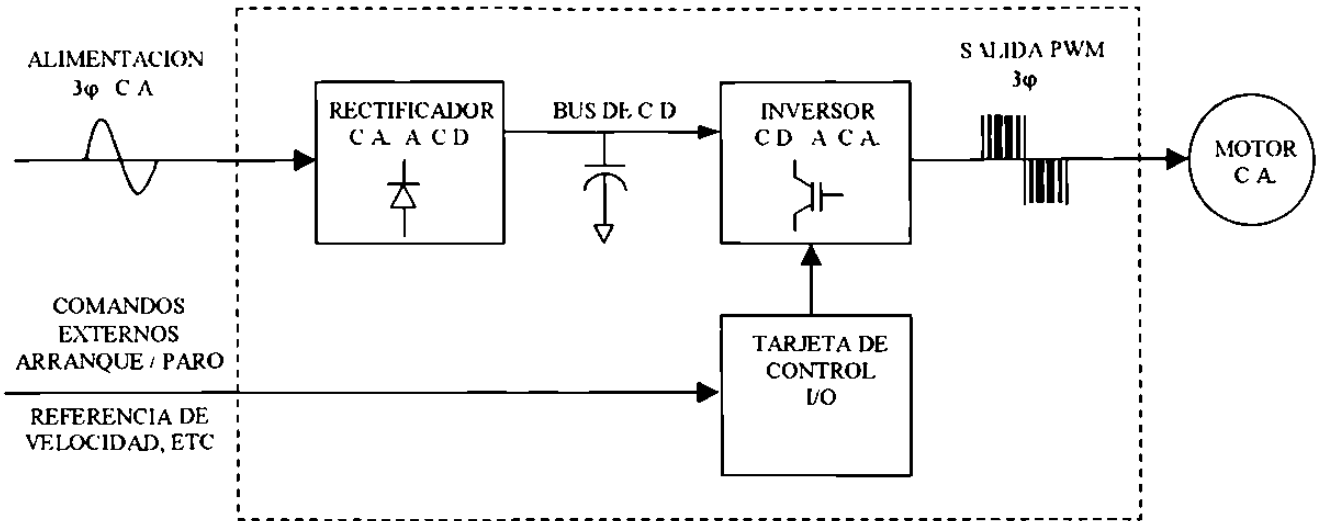 ALIMENTACION
3φ C A
RECTIFICADOR
C A. A C D
BUS DE C D
INVERSOR
C D A C A.
SALIDA PWM
3φ
MOTOR
C A.
COMANDOS
EXTERNOS
ARRANQUE / PARO
REFERENCIA DE
VELOCIDAD, ETC
TARJETA DE
CONTROL
I/O